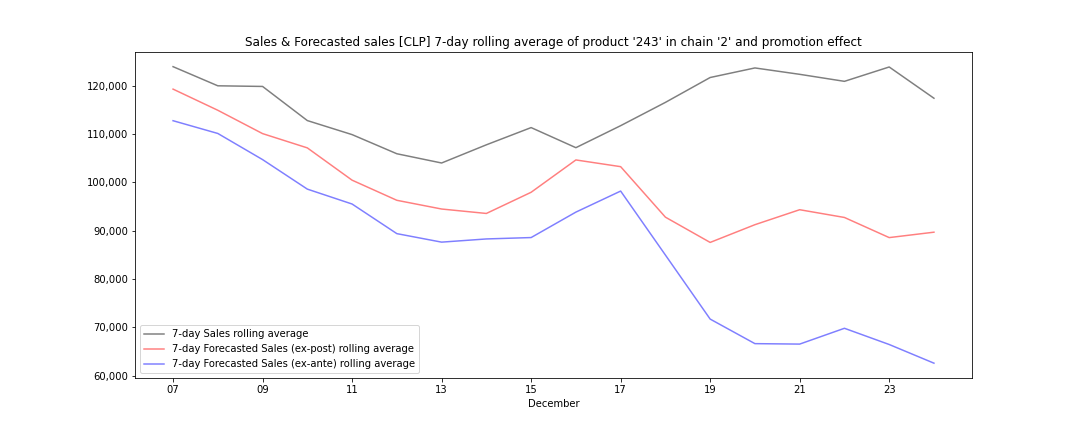 Sales & Forecasted sales [CLP] 7-day rolling average of product '243' in chain '2' and promotion effect
120,000
110,000
100,000
90,000
80,000
70,000
60,000
7-day Sales rolling average
7-day Forecasted Sales (ex-post) rolling average
7-day Forecasted Sales (ex-ante) rolling average
07 09 11 13 15 17 19 21 23
December